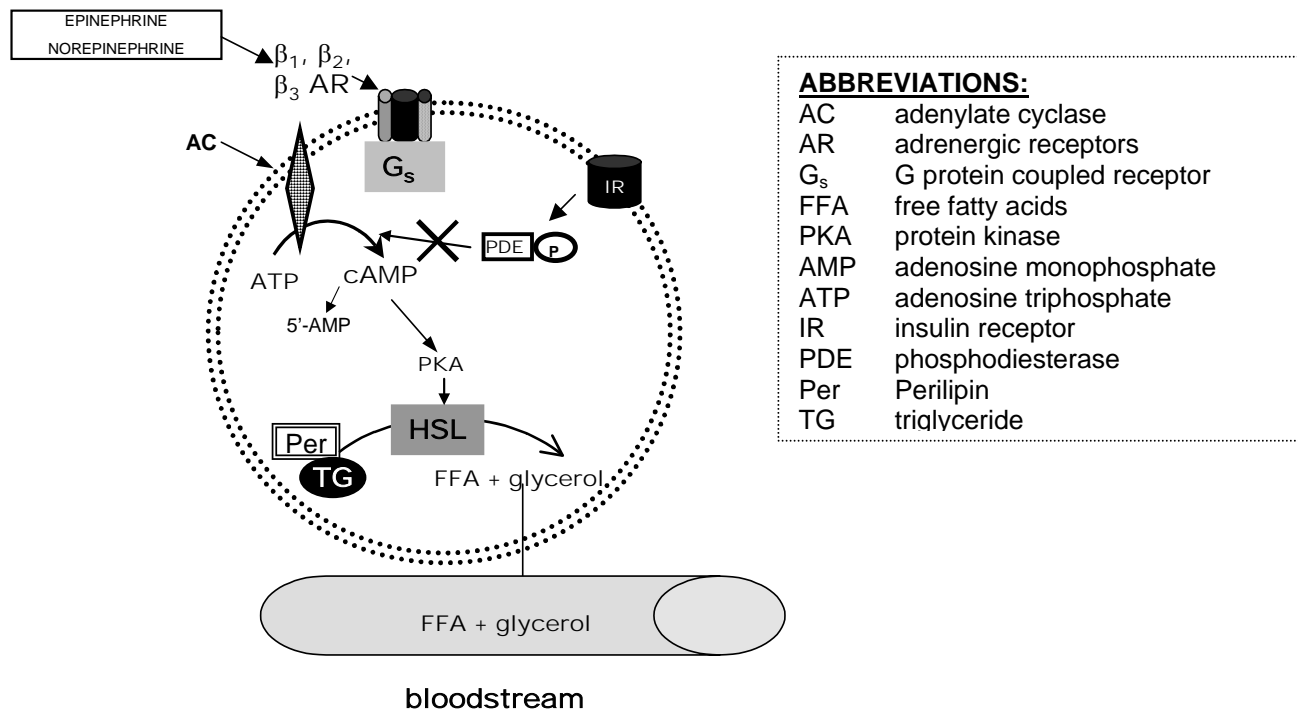 EPINEPHRINE
NOREPINEPHRINE
β1, β2,
β3 AR
AC
Gs
IR
PDE P
ATP
cAMP
5'-AMP
PKA
HSL
Per
TG
FFA + glycerol
FFA + glycerol
bloodstream
ABBREVIATIONS:
AC adenylate cyclase
AR adrenergic receptors
Gs G protein coupled receptor
FFA free fatty acids
PKA protein kinase
AMP adenosine monophosphate
ATP adenosine triphosphate
IR insulin receptor
PDE phosphodiesterase
Per Perilipin
TG triglyceride